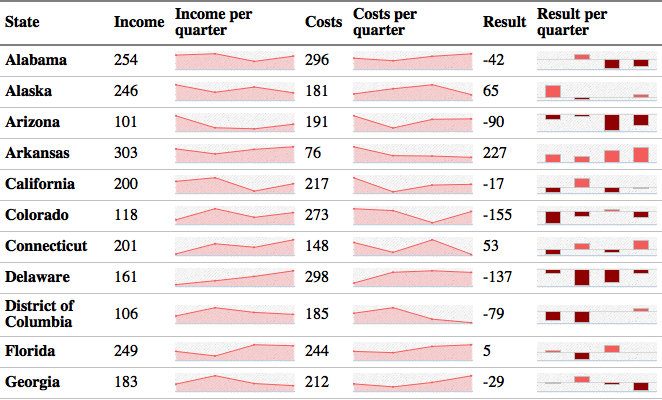 State Income Income per quarter Costs Costs per quarter Result Result per quarter
Alabama 254 296 -42
Alaska 246 181 65
Arizona 101 191 -90
Arkansas 303 76 227
California 200 217 -17
Colorado 118 273 -155
Connecticut 201 148 53
Delaware 161 298 -137
District of Columbia 106 185 -79
Florida 249 244 5
Georgia 183 212 -29